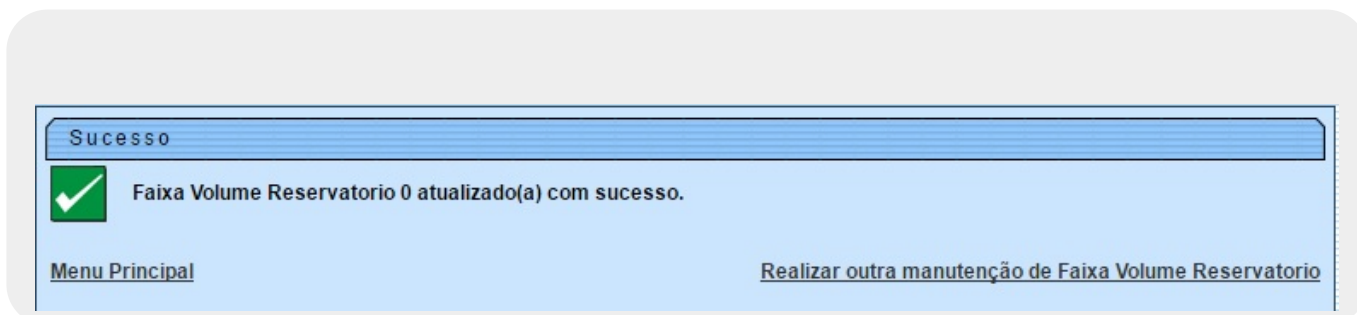 Sucesso
Faixa Volume Reservatorio 0 atualizado(a) com sucesso.
Menu Principal Realizar outra manutenção de Faixa Volume Reservatorio